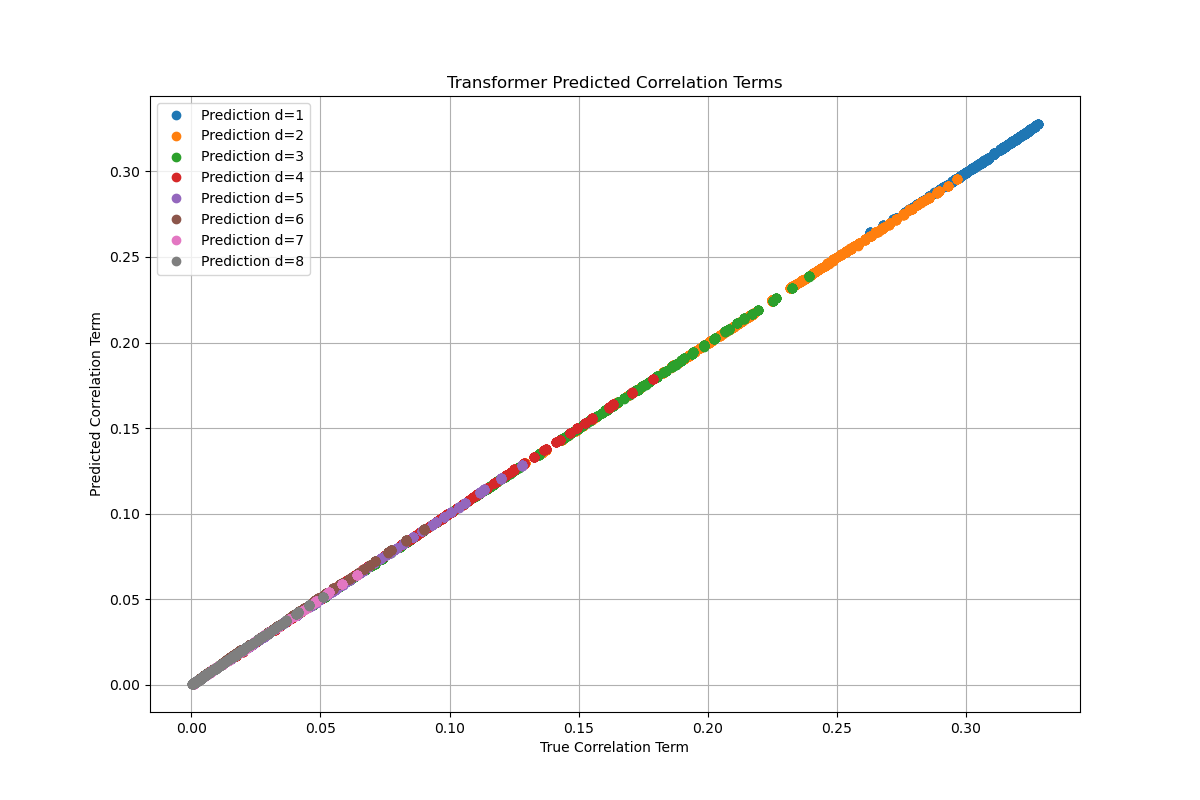 Transformer Predicted Correlation Terms
Prediction d=1
Prediction d=2
Prediction d=3
Prediction d=4
Prediction d=5
Prediction d=6
Prediction d=7
Prediction d=8
Predicted Correlation Term
0.30
0.25
0.20
0.15
0.10
0.05
0.00
0.00 0.05 0.10 0.15 0.20 0.25 0.30
True Correlation Term